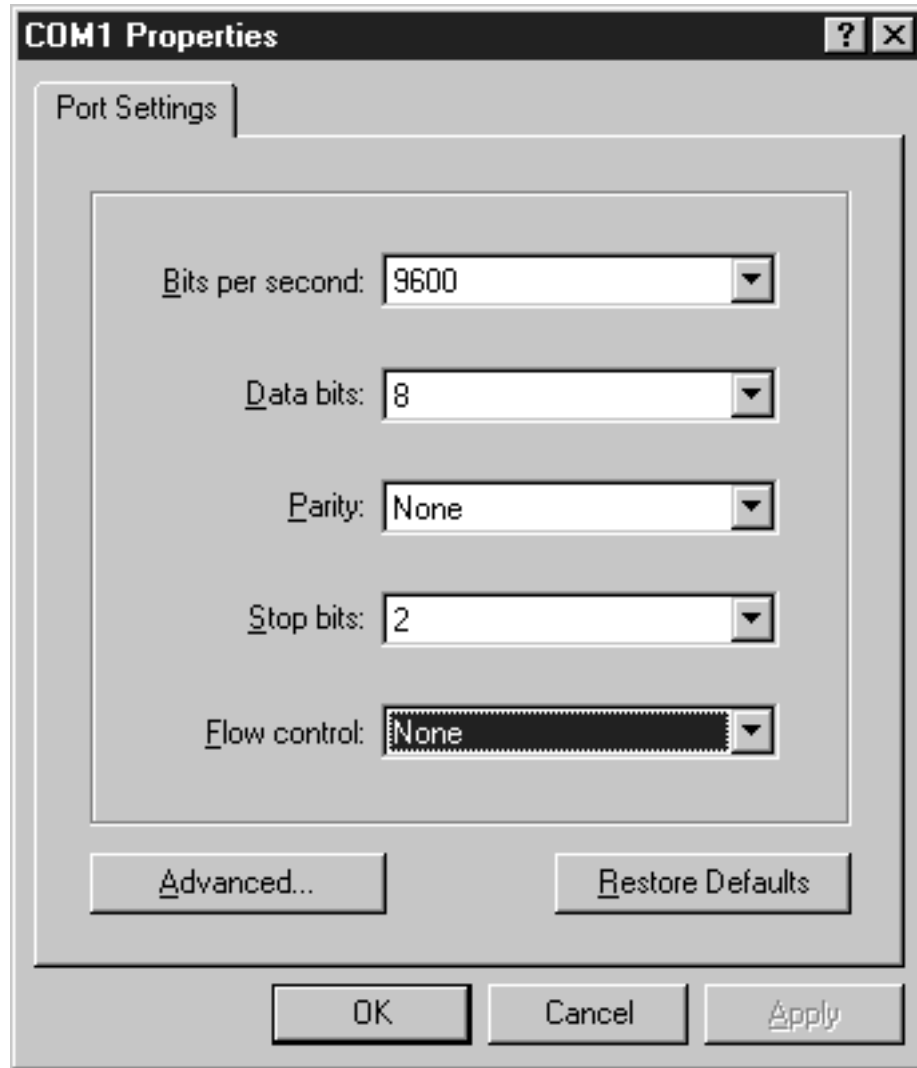 COM1 Properties ? X
Port Settings
Bits per second: 9600
Data bits: 8
Parity: None
Stop bits: 2
Flow control: None
Advanced... Restore Defaults
OK Cancel Apply